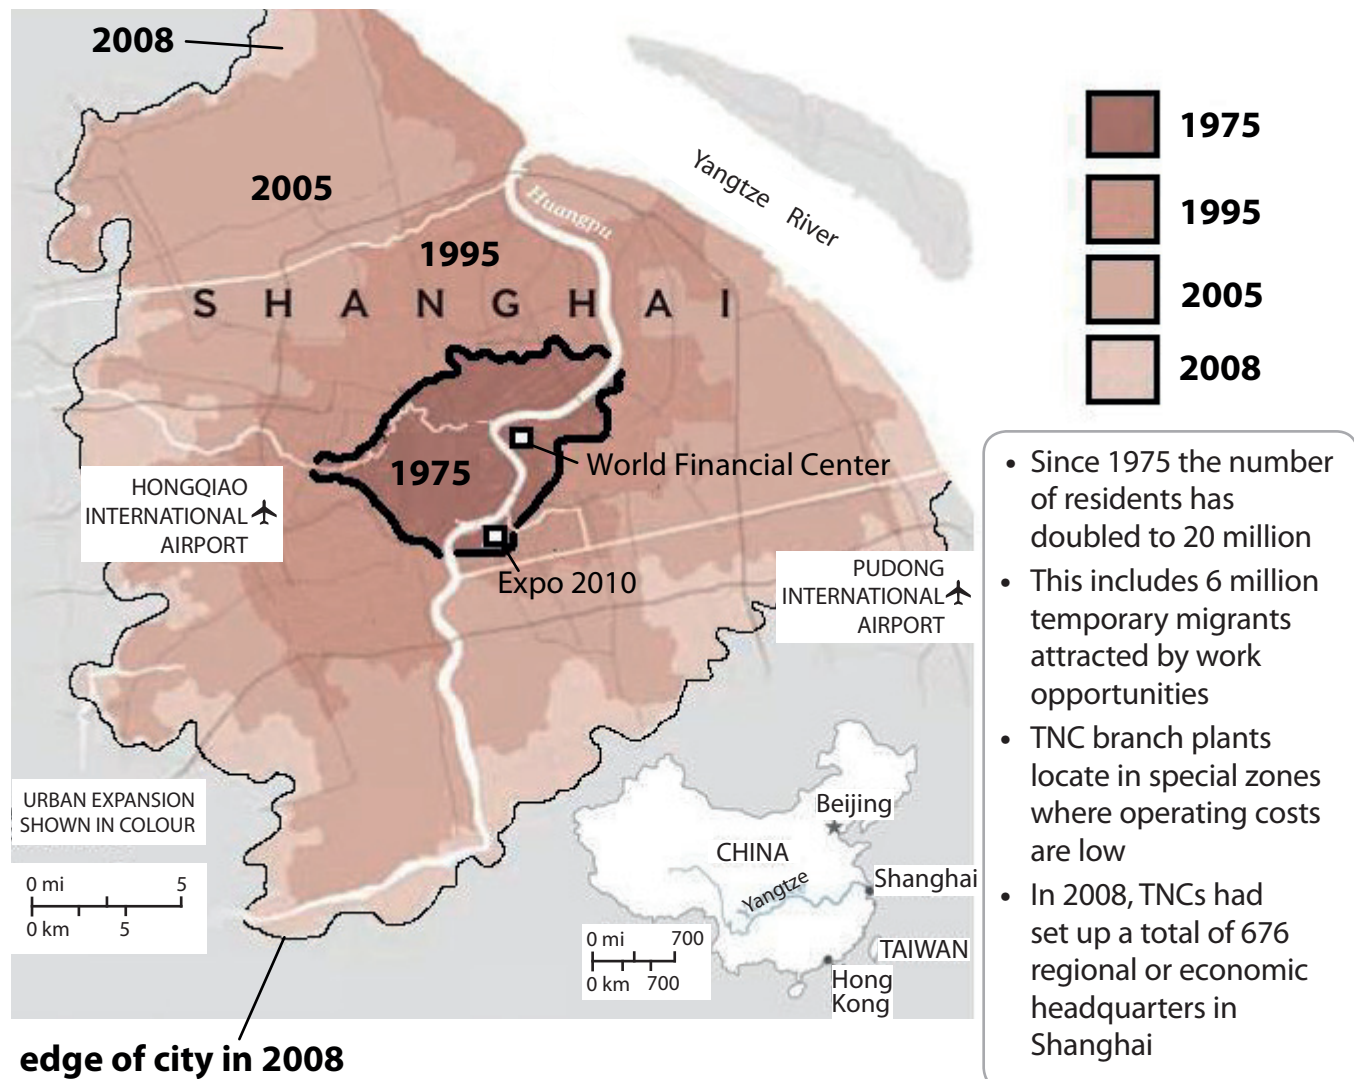 2008
2005
1995
Huangpu
Yangtze River
SHANGHAI
1975
World Financial Center
HONGQIAO
INTERNATIONAL
AIRPORT
Expo 2010
PUDONG
INTERNATIONAL
AIRPORT
URBAN EXPANSION
SHOWN IN COLOUR
0 mi 5
0 km 5
Beijing
CHINA
Yangtze
Shanghai
TAIWAN
Hong
Kong
0 mi 700
0 km 700
edge of city in 2008
1975
1995
2005
2008
• Since 1975 the number
of residents has
doubled to 20 million
• This includes 6 million
temporary migrants
attracted by work
opportunities
• TNC branch plants
locate in special zones
where operating costs
are low
• In 2008, TNCs had
set up a total of 676
regional or economic
headquarters in
Shanghai